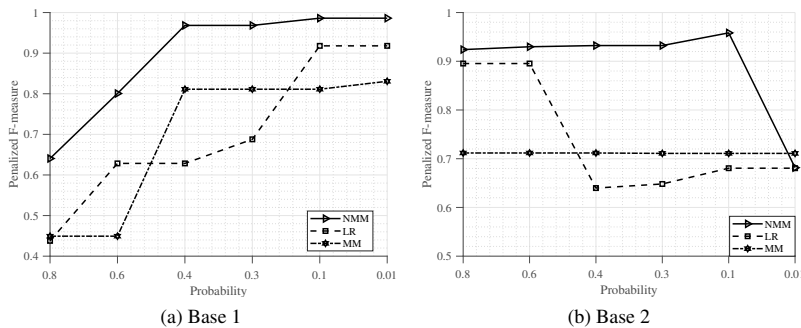 1
0.9
0.8
0.7
0.6
0.5
0.4
Penalized F-measure
0.8 0.6 0.4 0.3 0.1 0.01
Probability
NMM
LR
MM
(a) Base 1
1
0.9
0.8
0.7
0.6
0.5
Penalized F-measure
0.8 0.6 0.4 0.3 0.1 0.01
Probability
NMM
LR
MM
(b) Base 2